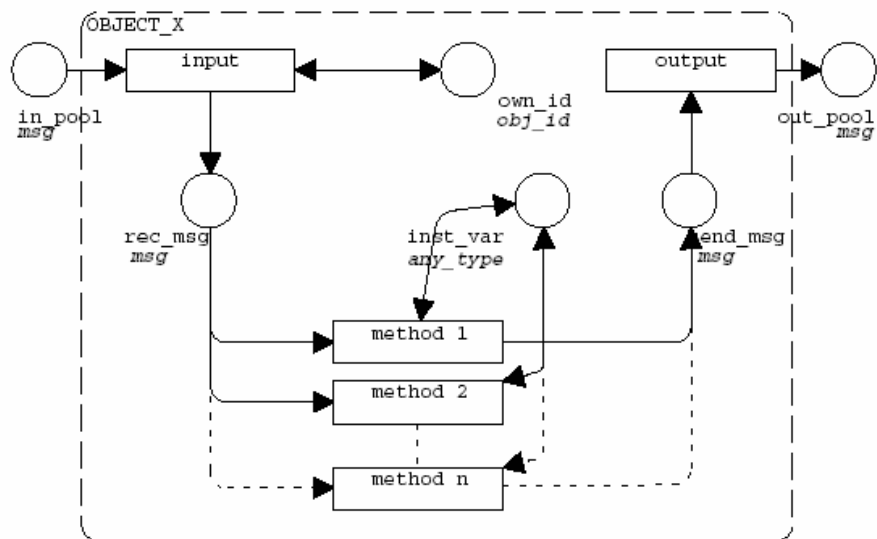 OBJECT_X
input
output
in_pool
msg
own_id
obj_id
out_pool
msg
rec_msg
msg
inst_var
any_type
end_msg
msg
method 1
method 2
method n